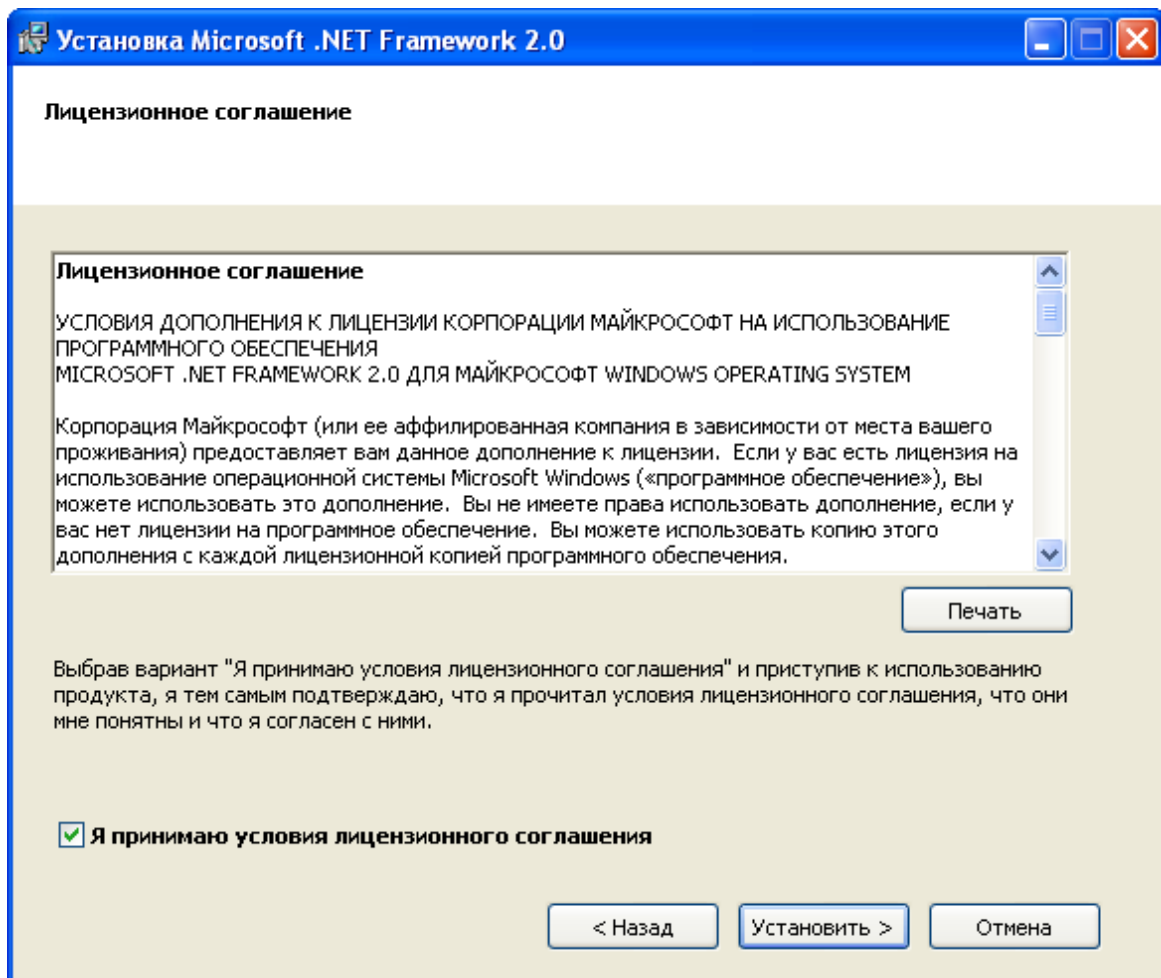 Установка Microsoft .NET Framework 2.0
Лицензионное соглашение
Лицензионное соглашение
УСЛОВИЯ ДОПОЛНЕНИЯ К ЛИЦЕНЗИИ КОРПОРАЦИИ МАЙКРОСОФТ НА ИСПОЛЬЗОВАНИЕ
ПРОГРАММНОГО ОБЕСПЕЧЕНИЯ
MICROSOFT .NET FRAMEWORK 2.0 ДЛЯ МАЙКРОСОФТ WINDOWS OPERATING SYSTEM
Корпорация Майкрософт (или ее аффилированная компания в зависимости от места вашего
проживания) предоставляет вам данное дополнение к лицензии.  Если у вас есть лицензия на
использование операционной системы Microsoft Windows («программное обеспечение»), вы
можете использовать это дополнение.  Вы не имеете права использовать дополнение, если у
вас нет лицензии на программное обеспечение.  Вы можете использовать копию этого
дополнения с каждой лицензионной копией программного обеспечения.
Печать
Выбрав вариант "Я принимаю условия лицензионного соглашения" и приступив к использованию
продукта, я тем самым подтверждаю, что я прочитал условия лицензионного соглашения, что они
мне понятны и что я согласен с ними.
Я принимаю условия лицензионного соглашения
< Назад
Установить >
Отмена